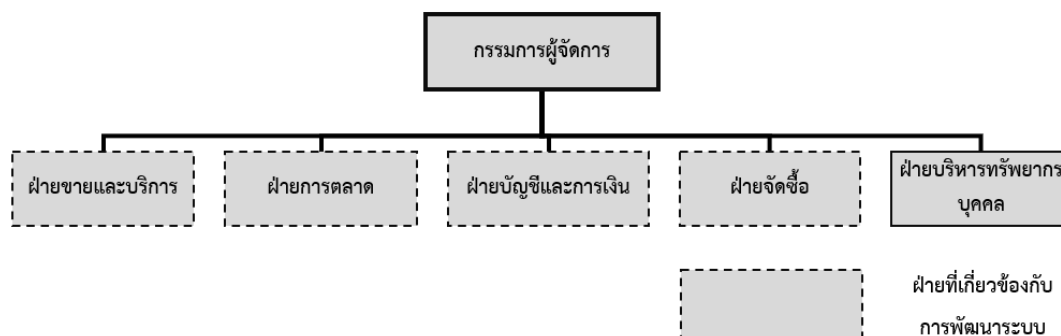 กรรมการผู้จัดการ
ฝ่ายขายและบริการ
ฝ่ายการตลาด
ฝ่ายบัญชีและการเงิน
ฝ่ายจัดซื้อ
ฝ่ายบริหารทรัพยากร
บุคคล
ฝ่ายที่เกี่ยวข้องกับ
การพัฒนาระบบ